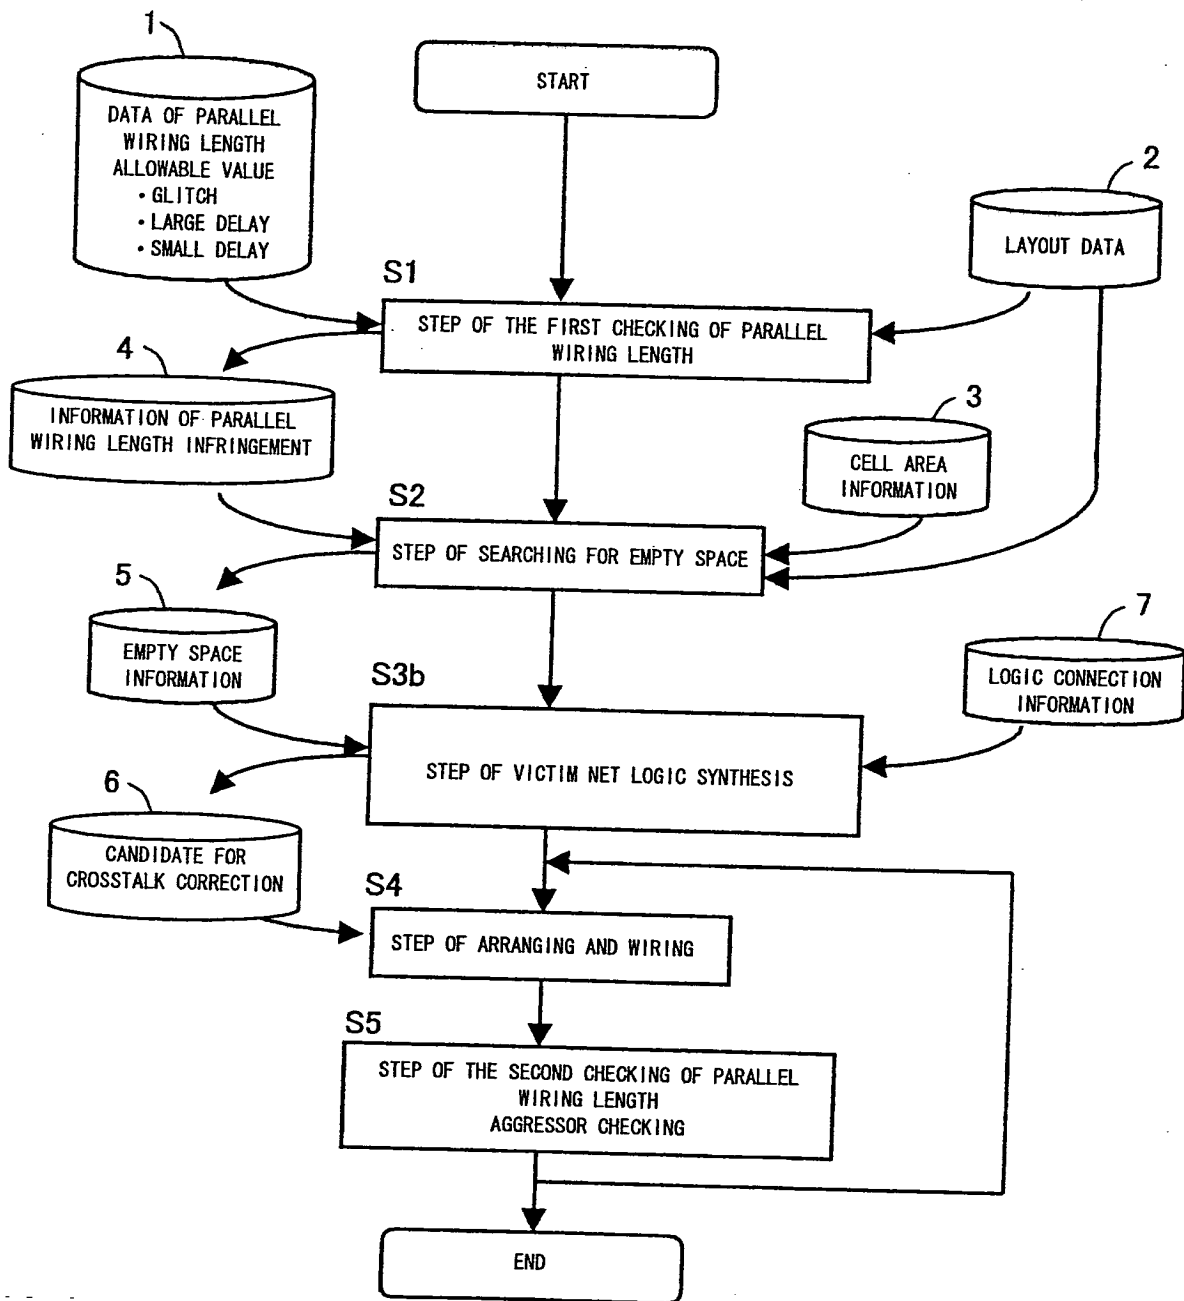 1
START
DATA OF PARALLEL
WIRING LENGTH
ALLOWABLE VALUE
・GLITCH
・LARGE DELAY
・SMALL DELAY
2
LAYOUT DATA
S1
STEP OF THE FIRST CHECKING OF PARALLEL
WIRING LENGTH
4
INFORMATION OF PARALLEL
WIRING LENGTH INFRINGEMENT
3
CELL AREA
INFORMATION
S2
STEP OF SEARCHING FOR EMPTY SPACE
5
EMPTY SPACE
INFORMATION
7
LOGIC CONNECTION
INFORMATION
S3b
STEP OF VICTIM NET LOGIC SYNTHESIS
6
CANDIDATE FOR
CROSSTALK CORRECTION
S4
STEP OF ARRANGING AND WIRING
S5
STEP OF THE SECOND CHECKING OF PARALLEL
WIRING LENGTH
AGGRESSOR CHECKING
END